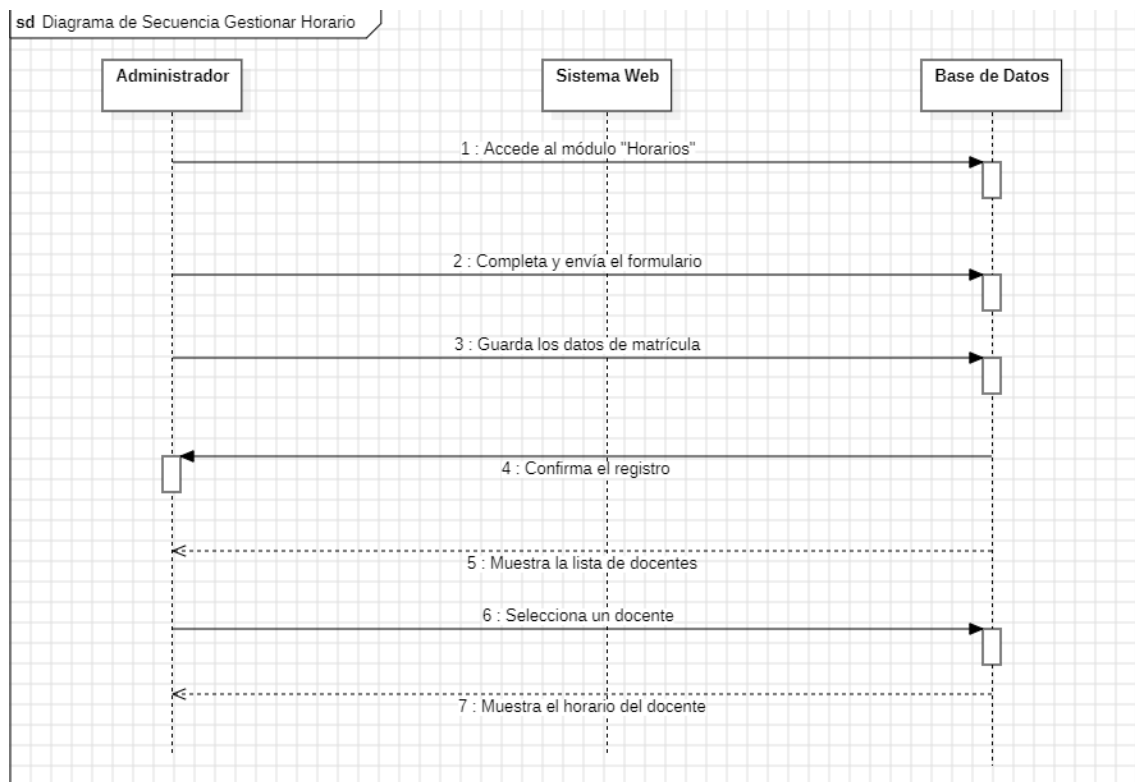 sd Diagrama de Secuencia Gestionar Horario
Administrador
Sistema Web
Base de Datos
1 : Accede al módulo "Horarios"
2 : Completa y envía el formulario
3 : Guarda los datos de matrícula
4 : Confirma el registro
5 : Muestra la lista de docentes
6 : Selecciona un docente
7 : Muestra el horario del docente